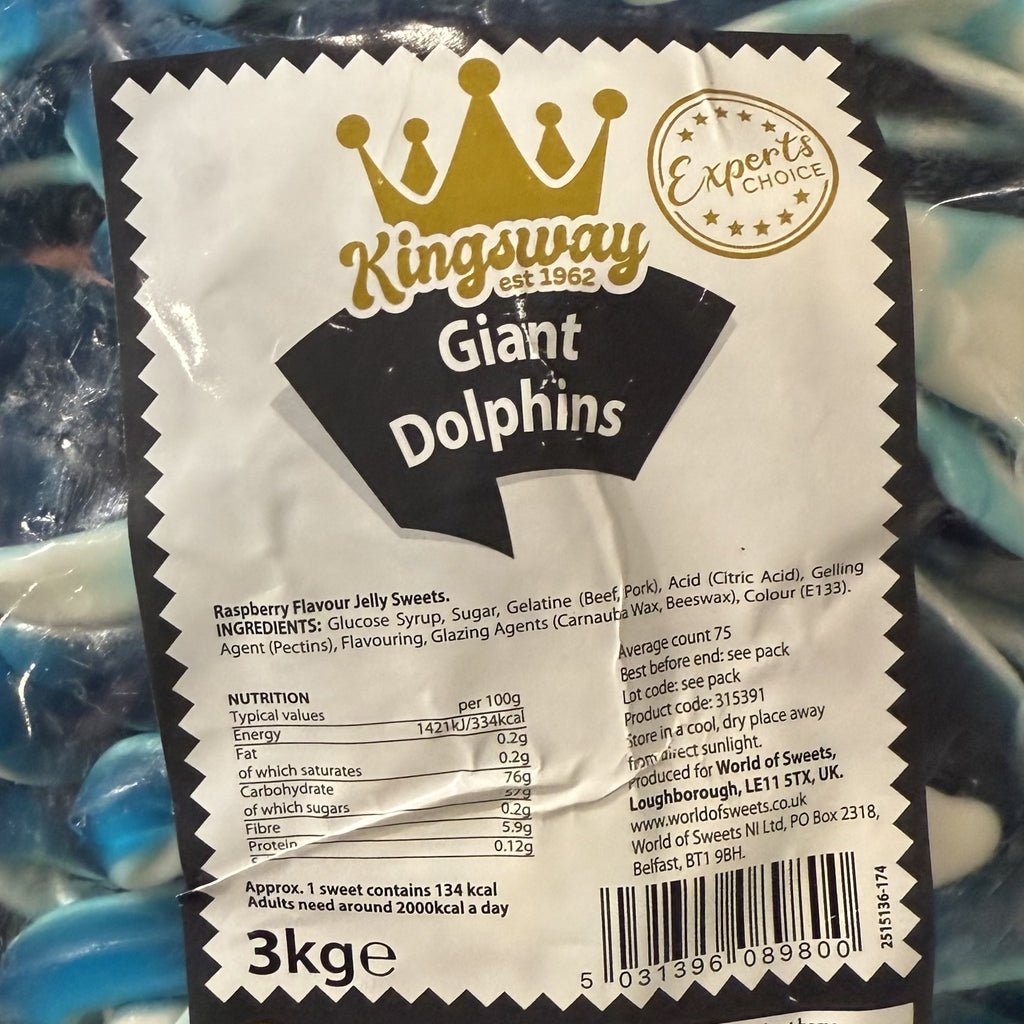 Experts
CHOICE
Kingsway
est 1962
Giant
Dolphins
Raspberry Flavour Jelly Sweets.
INGREDIENTS: Glucose Syrup, Sugar, Gelatine (Beef, Pork), Acid (Citric Acid), Gelling
Agent (Pectins), Flavouring, Glazing Agents (Carnauba Wax, Beeswax), Colour (E133).
NUTRITION
Typical values per 100g
Energy 1421kJ/334kcal
Fat 0.2g
of which saturates 0.2g
Carbohydrate 76g
of which sugars 57g
Fibre 0.2g
Protein 5.9g
0.12g
Approx. 1 sweet contains 134 kcal
Adults need around 2000kcal a day
3kg℮
Average count 75
Best before end: see pack
Lot code: see pack
Product code: 315391
Store in a cool, dry place away
from direct sunlight.
Produced for World of Sweets,
Loughborough, LE11 5TX, UK.
www.worldofsweets.co.uk
World of Sweets NI Ltd, PO Box 2318,
Belfast, BT1 9BH.
5 031396 089800
2515136-174